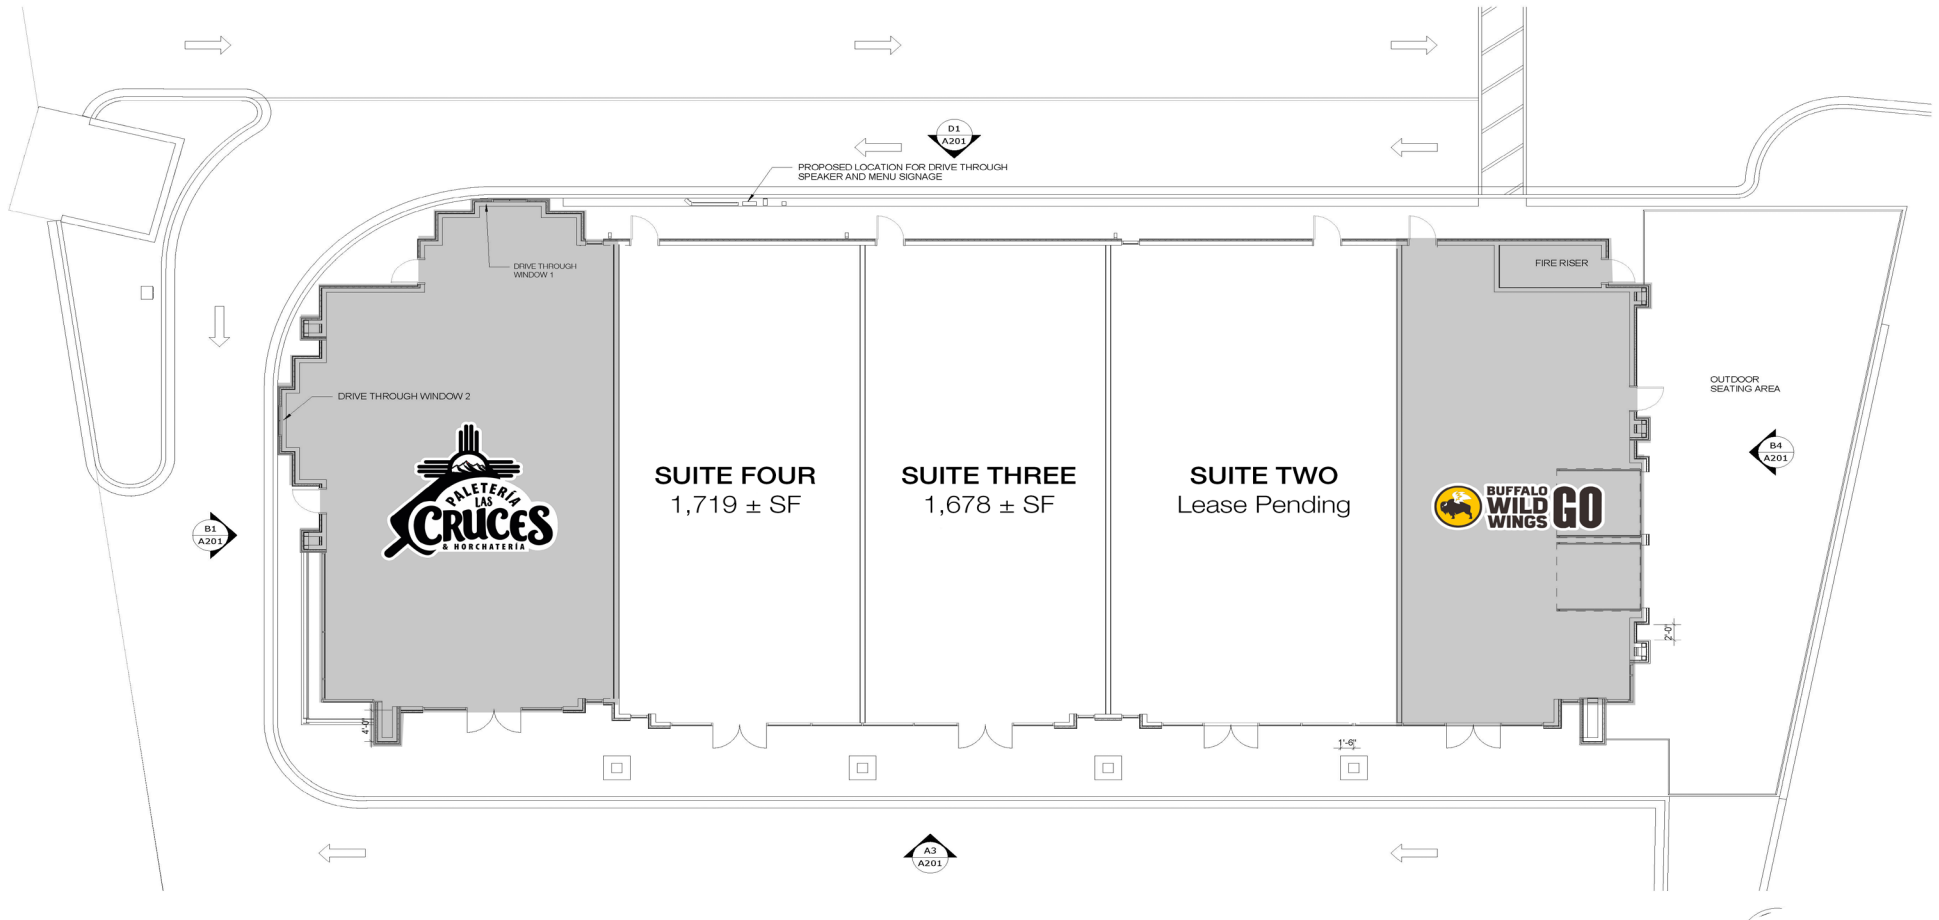 D1
A201
PROPOSED LOCATION FOR DRIVE THROUGH
SPEAKER AND MENU SIGNAGE
DRIVE THROUGH
WINDOW 1
FIRE RISER
DRIVE THROUGH WINDOW 2
OUTDOOR
SEATING AREA
B4
A201
PALETERÍA
LAS
CRUCES
& HORCHATERÍA
SUITE FOUR
1,719 ± SF
SUITE THREE
1,678 ± SF
SUITE TWO
Lease Pending
BUFFALO
WILD
WINGS
GO
B1
A201
2'-0"
4'-0"
1'-6"
A3
A201